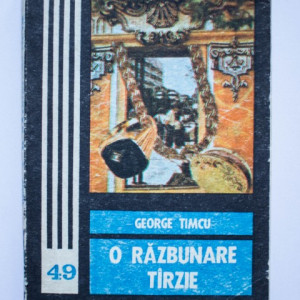 GEORGE TIMCU
O RĂZBUNARE
TÎRZIE
49